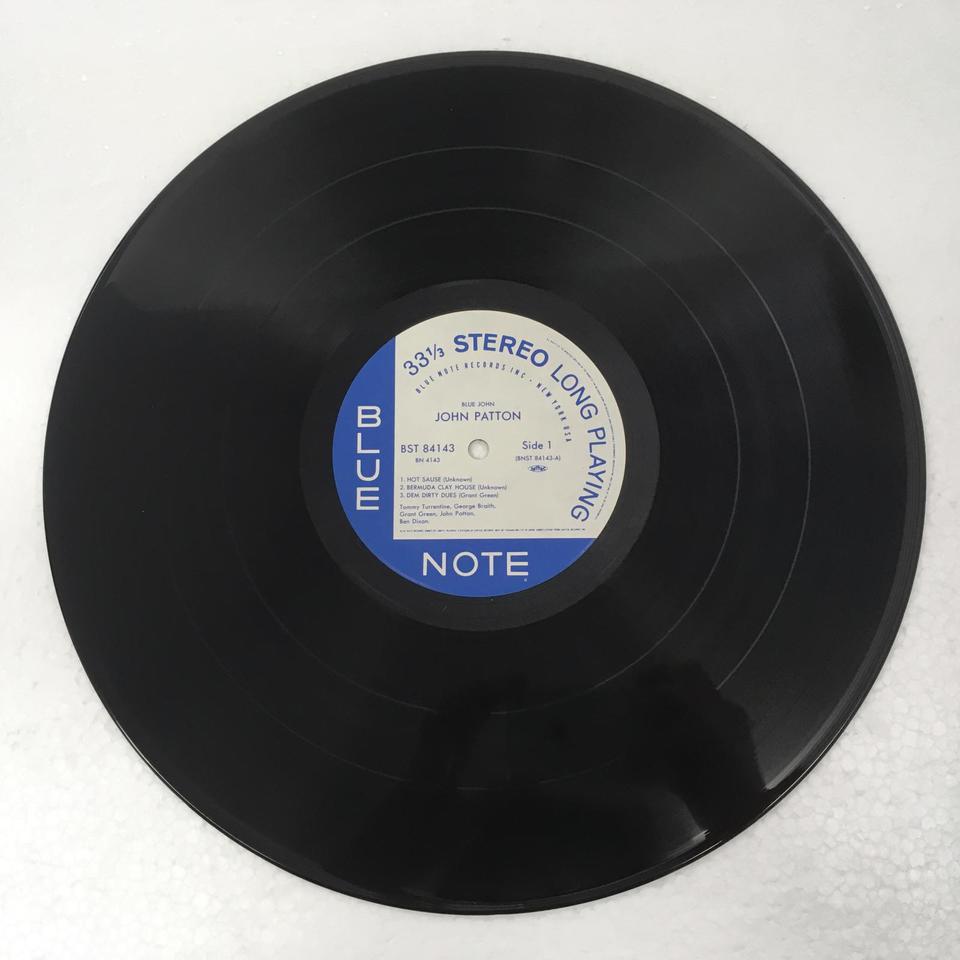 33 1/3 STEREO LONG PLAYING
BLUE NOTE RECORDS INC · NEW YORK USA
BLUE JOHN
JOHN PATTON
BST 84143
Side 1
BN 4143
(BNST 84143-A)
1. HOT SAUSE (Unknown)
2. BERMUDA CLAY HOUSE (Unknown)
3. DEM DIRTY DUES (Grant Green)
Tommy Turrentine, George Braith,
Grant Green, John Patton,
Ben Dixon.
BLUE
NOTE